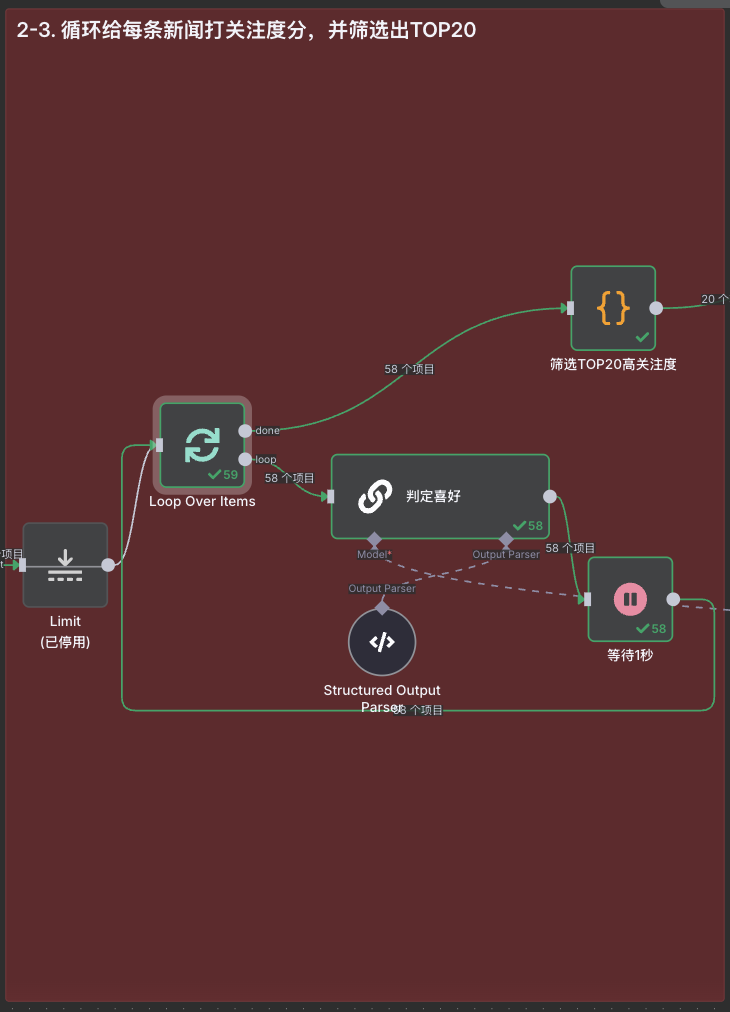 2-3. 循环给每条新闻打关注度分，并筛选出TOP20
20 个
筛选TOP20高关注度
58 个项目
done
loop
59
58 个项目
Loop Over Items
判定喜好
58
Model*
Output Parser
58 个项目
项目
t
Limit
(已停用)
Output Parser
58
等待1秒
Structured Output
Parser
58 个项目